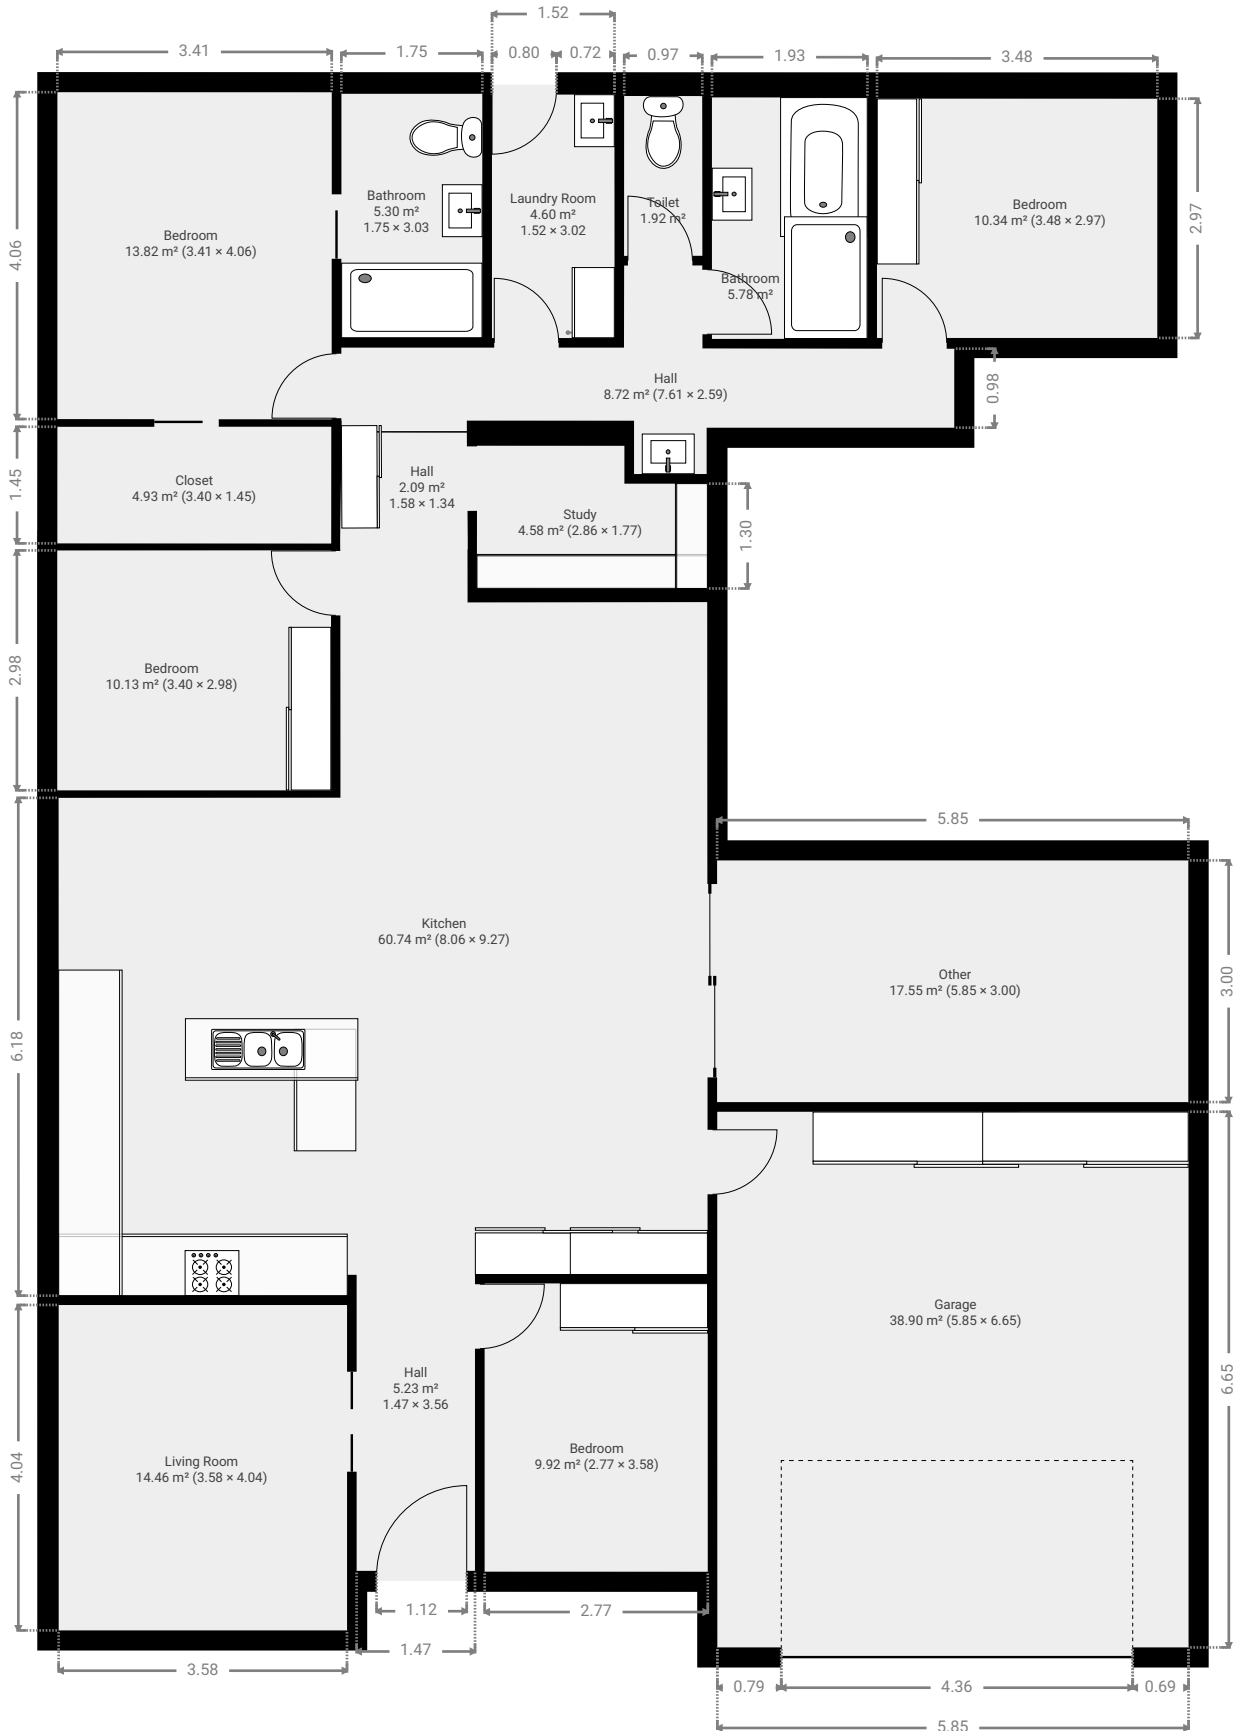 1.52
3.41
1.75
0.80
0.72
0.97
1.93
3.48
4.06
2.97
Bedroom
13.82 m² (3.41 × 4.06)
Bathroom
5.30 m²
1.75 × 3.03
Laundry Room
4.60 m²
1.52 × 3.02
Toilet
1.92 m²
Bathroom
5.78 m²
Bedroom
10.34 m² (3.48 × 2.97)
Hall
8.72 m² (7.61 × 2.59)
0.98
1.45
Closet
4.93 m² (3.40 × 1.45)
Hall
2.09 m²
1.58 × 1.34
Study
4.58 m² (2.86 × 1.77)
1.30
2.98
Bedroom
10.13 m² (3.40 × 2.98)
5.85
Kitchen
60.74 m² (8.06 × 9.27)
Other
17.55 m² (5.85 × 3.00)
3.00
6.18
Garage
38.90 m² (5.85 × 6.65)
6.65
Hall
5.23 m²
1.47 × 3.56
Living Room
14.46 m² (3.58 × 4.04)
4.04
Bedroom
9.92 m² (2.77 × 3.58)
1.12
2.77
1.47
3.58
0.79
4.36
0.69
5.85